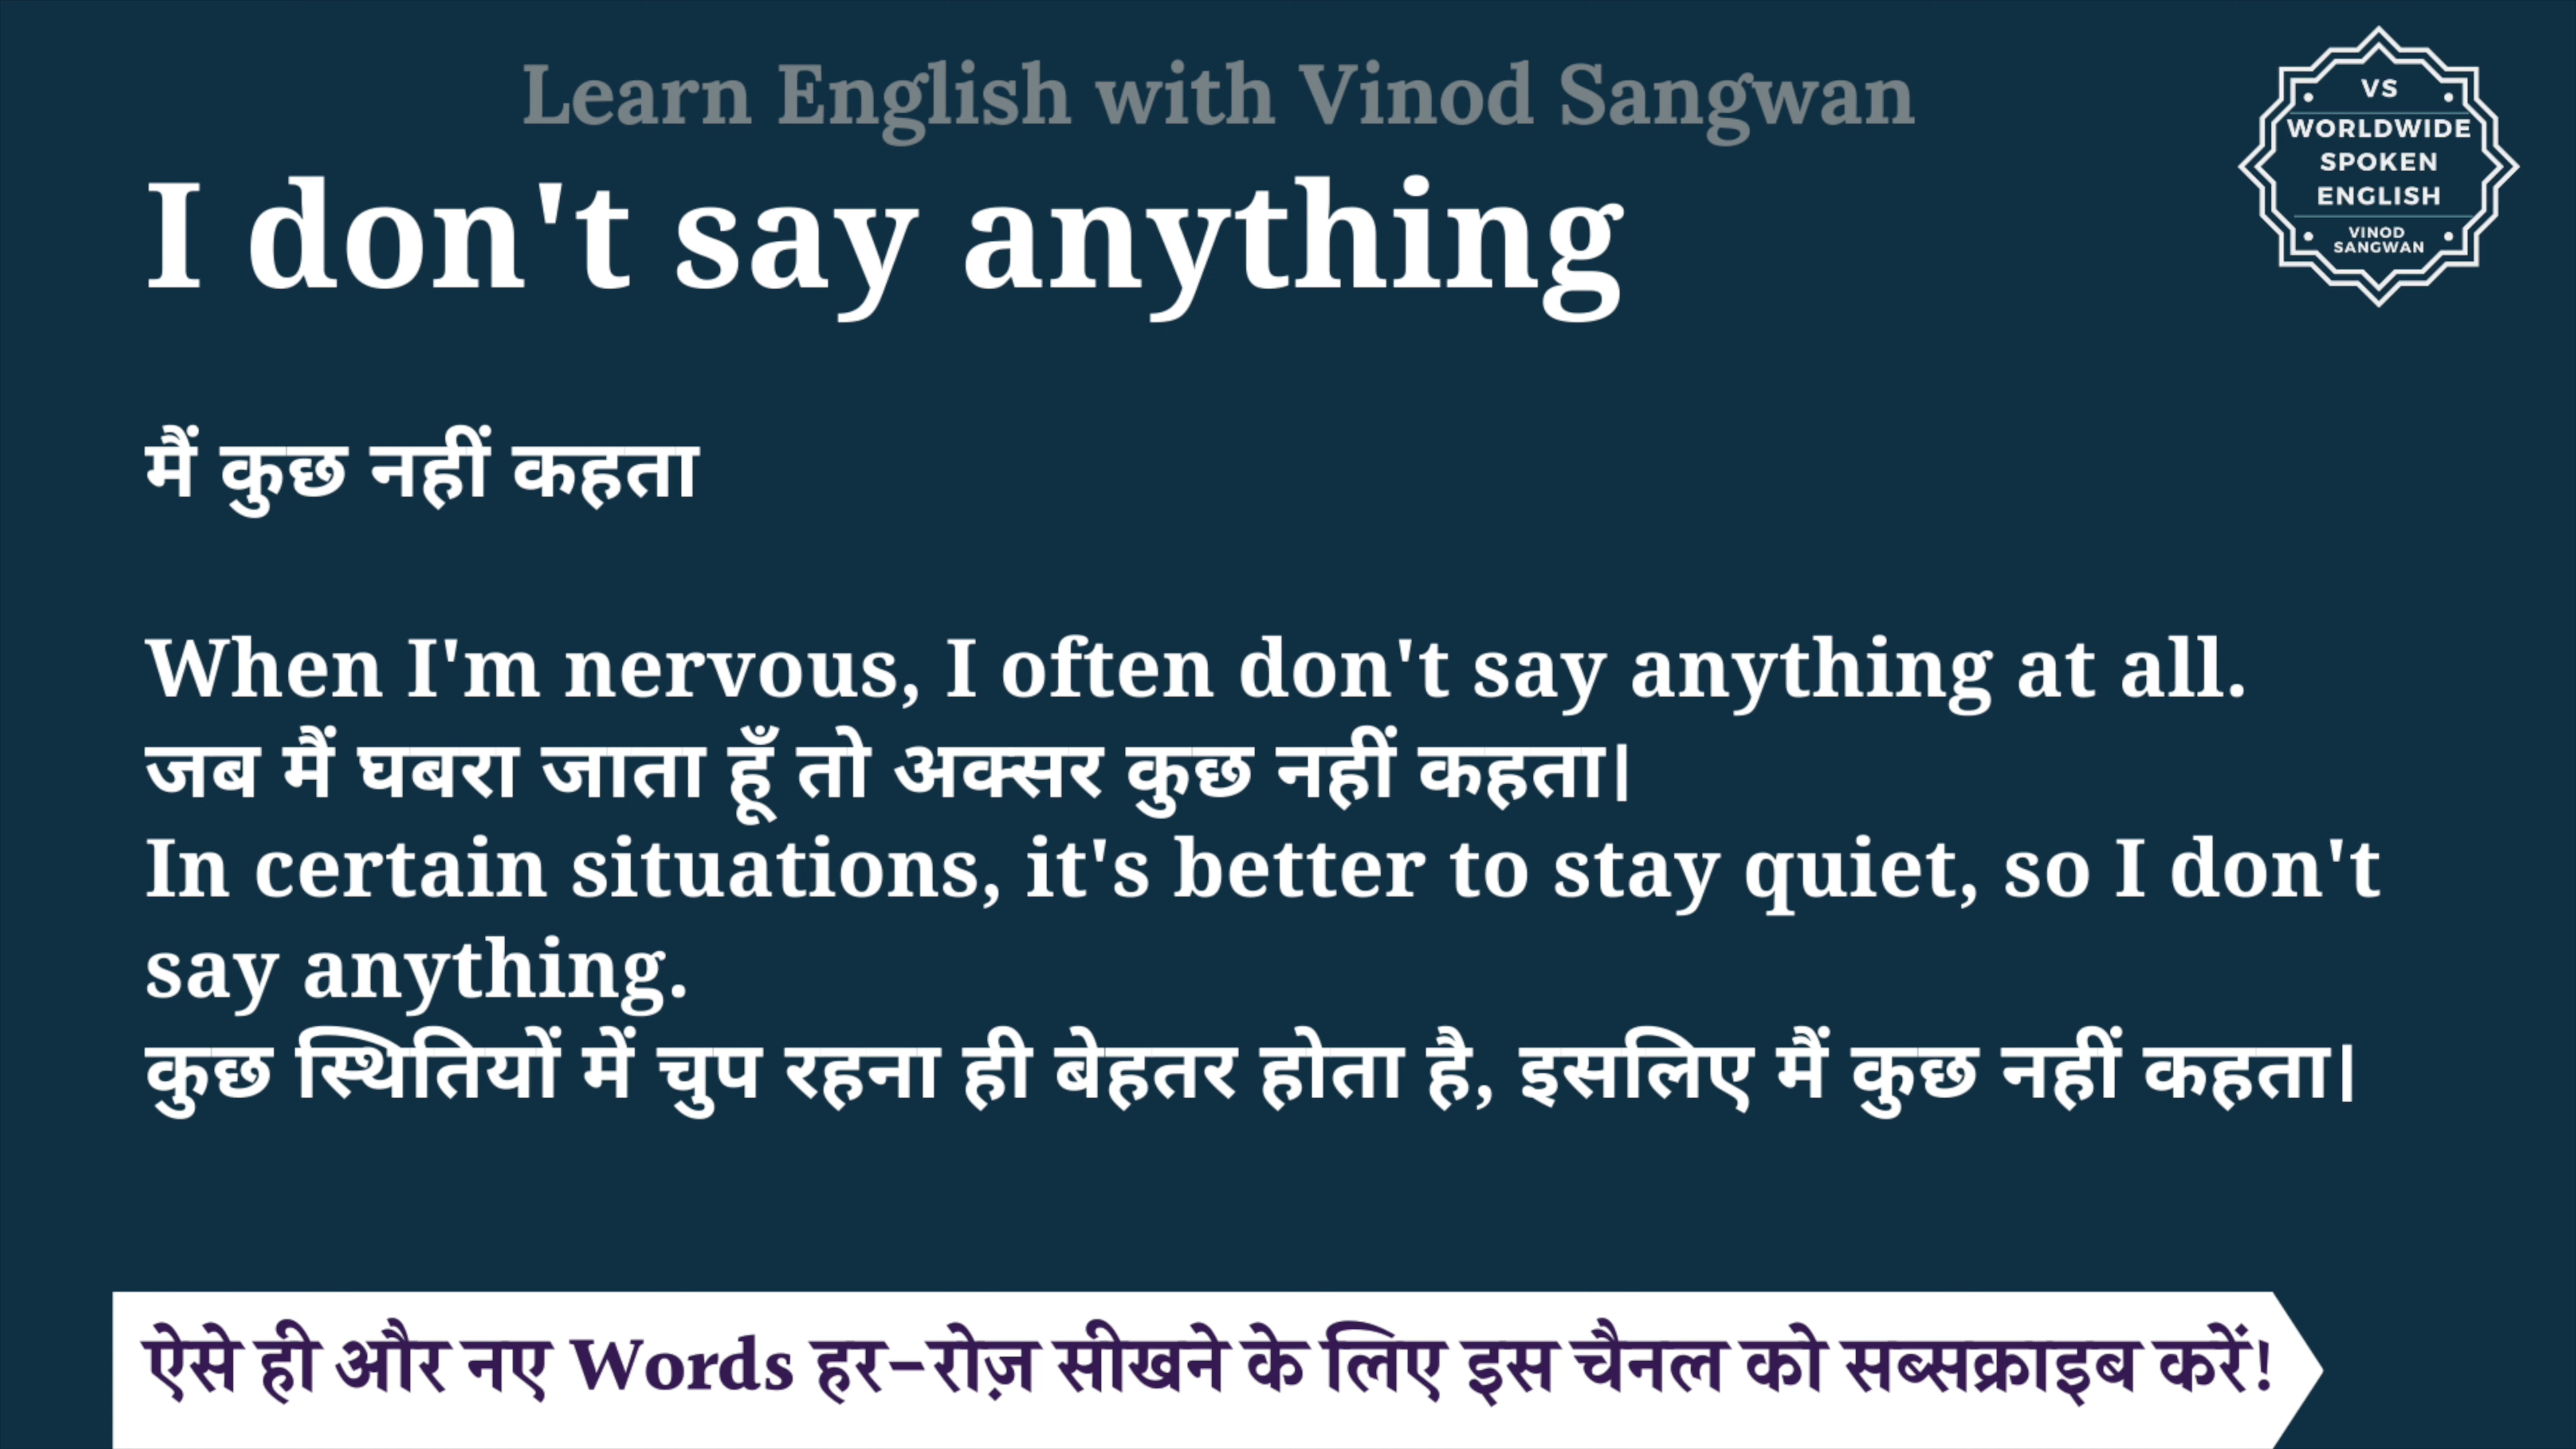 Learn English with Vinod Sangwan
VS
WORLDWIDE
SPOKEN
ENGLISH
VINOD
SANGWAN
I don't say anything
मैं कुछ नहीं कहता
When I'm nervous, I often don't say anything at all.
जब मैं घबरा जाता हूँ तो अक्सर कुछ नहीं कहता।
In certain situations, it's better to stay quiet, so I don't
say anything.
कुछ स्थितियों में चुप रहना ही बेहतर होता है, इसलिए मैं कुछ नहीं कहता।
ऐसे ही और नए Words हर-रोज़ सीखने के लिए इस चैनल को सब्सक्राइब करें!